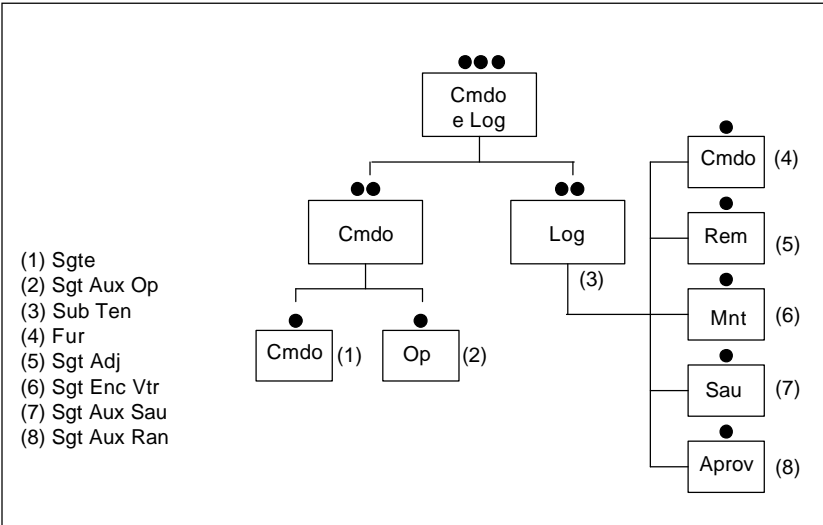 Cmdo
e Log
Cmdo
Log
(3)
Cmdo (1)
Op (2)
Cmdo (4)
Rem (5)
Mnt (6)
Sau (7)
Aprov (8)
(1) Sgte
(2) Sgt Aux Op
(3) Sub Ten
(4) Fur
(5) Sgt Adj
(6) Sgt Enc Vtr
(7) Sgt Aux Sau
(8) Sgt Aux Ran